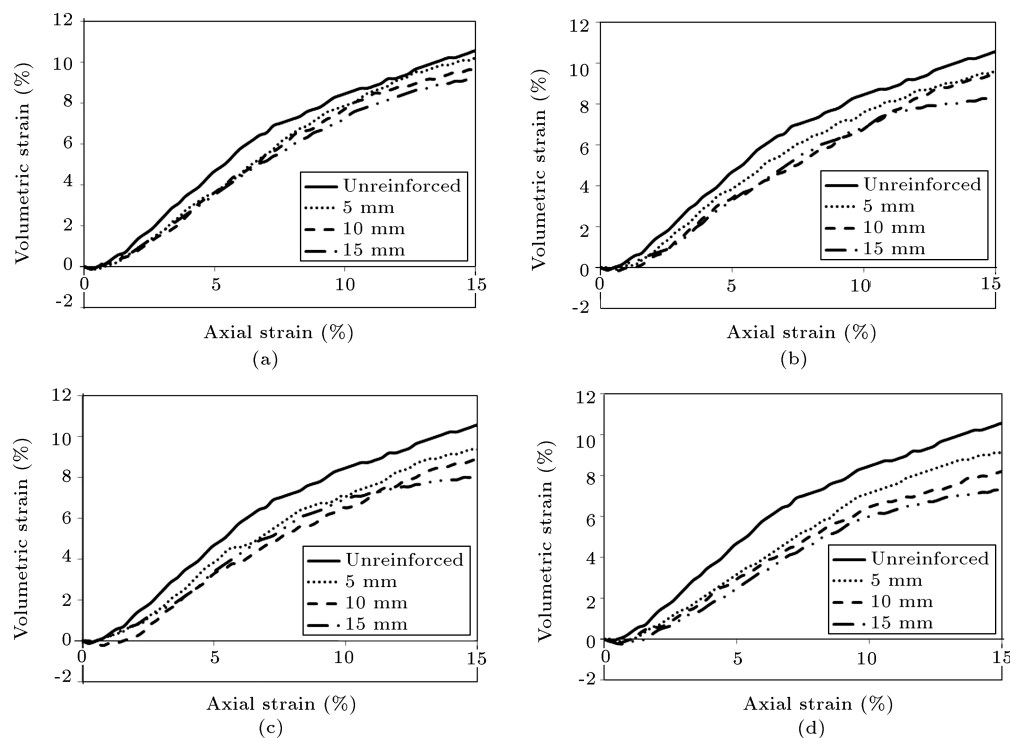 12
10
8
6
4
2
0
-2
Volumetric strain (%)
0 5 10 15
Axial strain (%)
Unreinforced
5 mm
10 mm
15 mm
(a)
12
10
8
6
4
2
0
-2
Volumetric strain (%)
0 5 10 15
Axial strain (%)
Unreinforced
5 mm
10 mm
15 mm
(b)
12
10
8
6
4
2
0
-2
Volumetric strain (%)
0 5 10 15
Axial strain (%)
Unreinforced
5 mm
10 mm
15 mm
(c)
12
10
8
6
4
2
0
-2
Volumetric strain (%)
0 5 10 15
Axial strain (%)
Unreinforced
5 mm
10 mm
15 mm
(d)